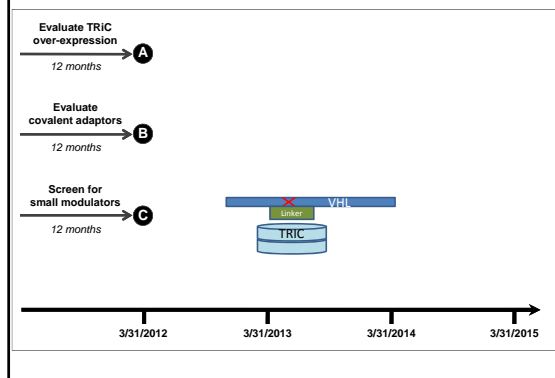 Evaluate TRiC
over-expression
A
12 months
Evaluate
covalent adaptors
B
12 months
Screen for
small modulators
C
12 months
VHL
Linker
TRIC
3/31/2012
3/31/2013
3/31/2014
3/31/2015